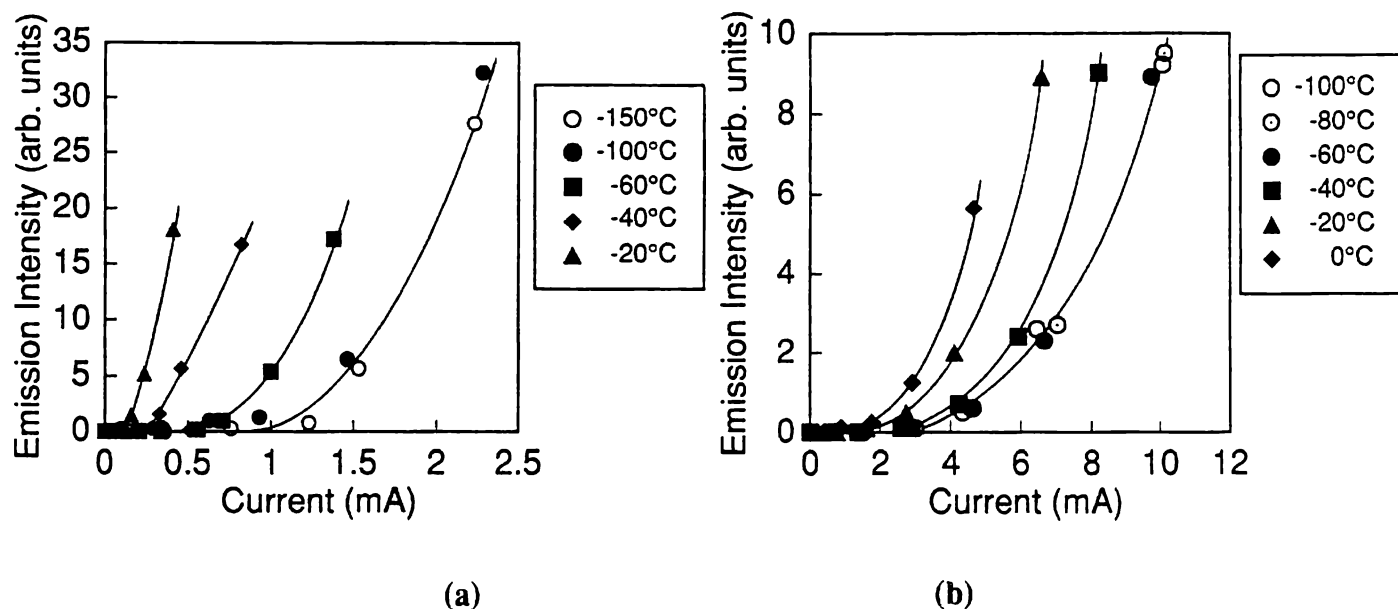 Emission Intensity (arb. units)
35
30
25
20
15
10
5
0
0 0.5 1 1.5 2 2.5
Current (mA)
-150°C
-100°C
-60°C
-40°C
-20°C
(a)
Emission Intensity (arb. units)
10
8
6
4
2
0
0 2 4 6 8 10 12
Current (mA)
-100°C
-80°C
-60°C
-40°C
-20°C
0°C
(b)